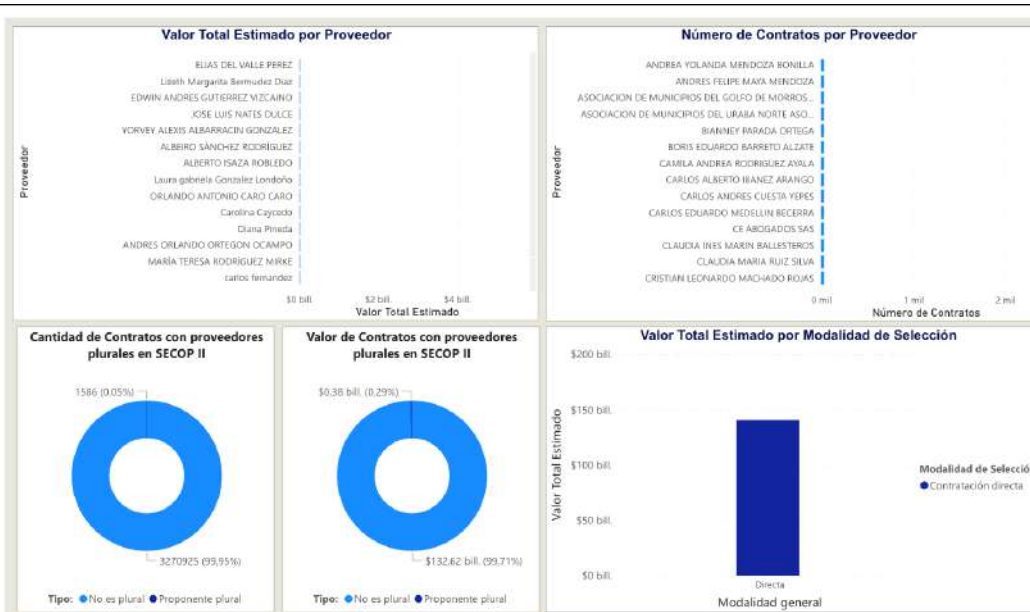 Valor Total Estimado por Proveedor
Proveedor
ELIAS DEL VALLE PEREZ
Lizeth Margarita Bermudez Diaz
EDWIN ANDRES GUTIERREZ VIZCAINO
JOSE LUIS NATES DULCE
YORVEY ALEXIS ALBARRACIN GONZALEZ
ALBEIRO SÁNCHEZ RODRÍGUEZ
ALBERTO ISAZA ROBLEDO
Laura gabriela Gonzalez Londoño
ORLANDO ANTONIO CARO CARO
Carolina Caycedo
Diana Pineda
ANDRES ORLANDO ORTEGON OCAMPO
MARÍA TERESA RODRÍGUEZ MIRKE
carlos fernandez
$0 bill. $2 bill. $4 bill.
Valor Total Estimado
Número de Contratos por Proveedor
Proveedor
ANDREA YOLANDA MENDOZA BONILLA
ANDRES FELIPE MAYA MENDOZA
ASOCIACION DE MUNICIPIOS DEL GOLFO DE MORROS...
ASOCIACION DE MUNICIPIOS DEL URABA NORTE ASO...
BIANNEY PARADA ORTEGA
BORIS EDUARDO BARRETO ALZATE
CAMILA ANDREA RODRIGUEZ AYALA
CARLOS ALBERTO IBANEZ ARANGO
CARLOS ANDRES CUESTA YEPES
CARLOS EDUARDO MEDELLIN BECERRA
CE ABOGADOS SAS
CLAUDIA INES MARIN BALLESTEROS
CLAUDIA MARIA RUIZ SILVA
CRISTIAN LEONARDO MACHADO ROJAS
0 mil 1 mil 2 mil
Número de Contratos
Cantidad de Contratos con proveedores
plurales en SECOP II
1586 (0,05%)
3270925 (99,95%)
Tipo: No es plural Proponente plural
Valor de Contratos con proveedores
plurales en SECOP II
$0,38 bill. (0,29%)
$132,62 bill. (99,71%)
Tipo: No es plural Proponente plural
Valor Total Estimado por Modalidad de Selección
Valor Total Estimado
$200 bill.
$150 bill.
$100 bill.
$50 bill.
$0 bill.
Directa
Modalidad general
Modalidad de Selecció
Contratación directa